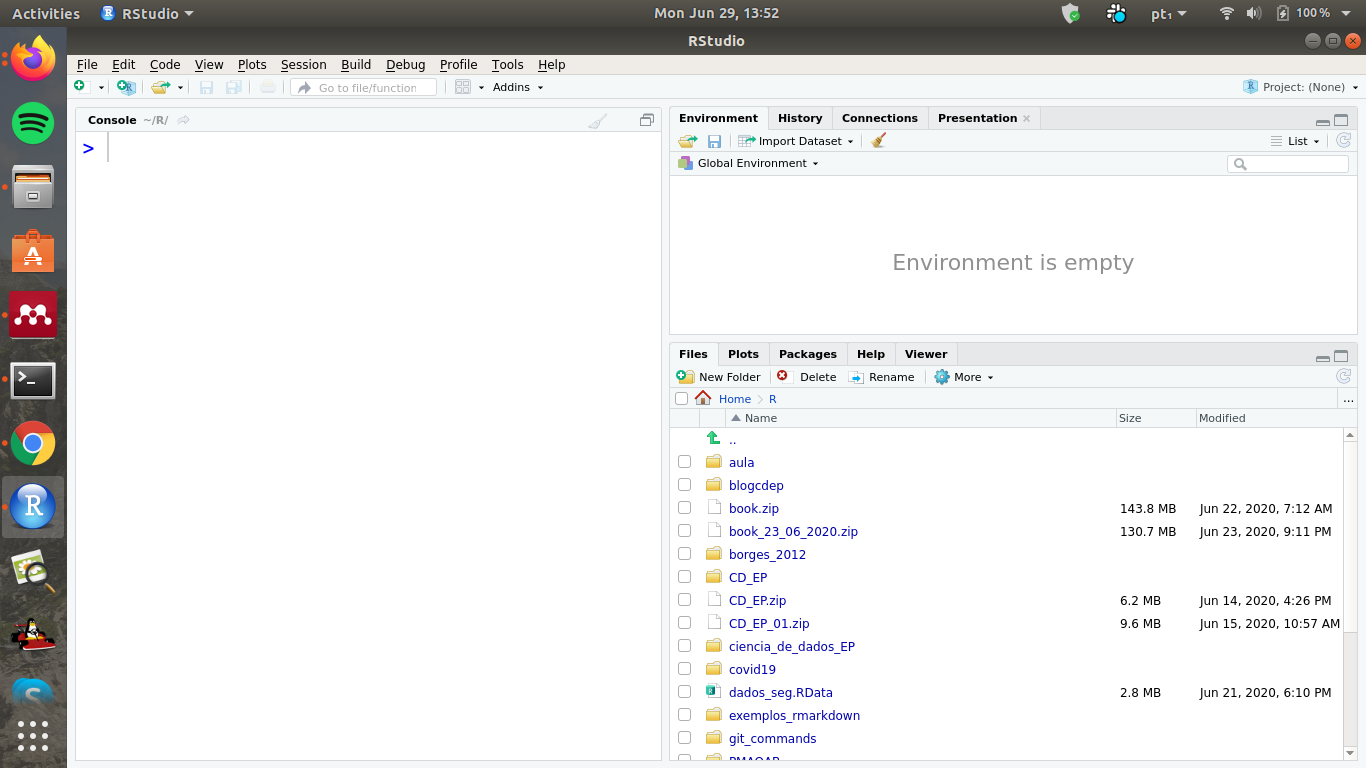 Activities RStudio Mon Jun 29, 13:52 pt₁ 100 %
RStudio
File Edit Code View Plots Session Build Debug Profile Tools Help
Go to file/function Addins Project: (None)
Console ~/R/
>
Environment History Connections Presentation
Import Dataset List
Global Environment
Environment is empty
Files Plots Packages Help Viewer
New Folder Delete Rename More
Home R ...
Name Size Modified
..
aula
blogcdep
book.zip 143.8 MB Jun 22, 2020, 7:12 AM
book_23_06_2020.zip 130.7 MB Jun 23, 2020, 9:11 PM
borges_2012
CD_EP
CD_EP.zip 6.2 MB Jun 14, 2020, 4:26 PM
CD_EP_01.zip 9.6 MB Jun 15, 2020, 10:57 AM
ciencia_de_dados_EP
covid19
dados_seg.RData 2.8 MB Jun 21, 2020, 6:10 PM
exemplos_rmarkdown
git_commands